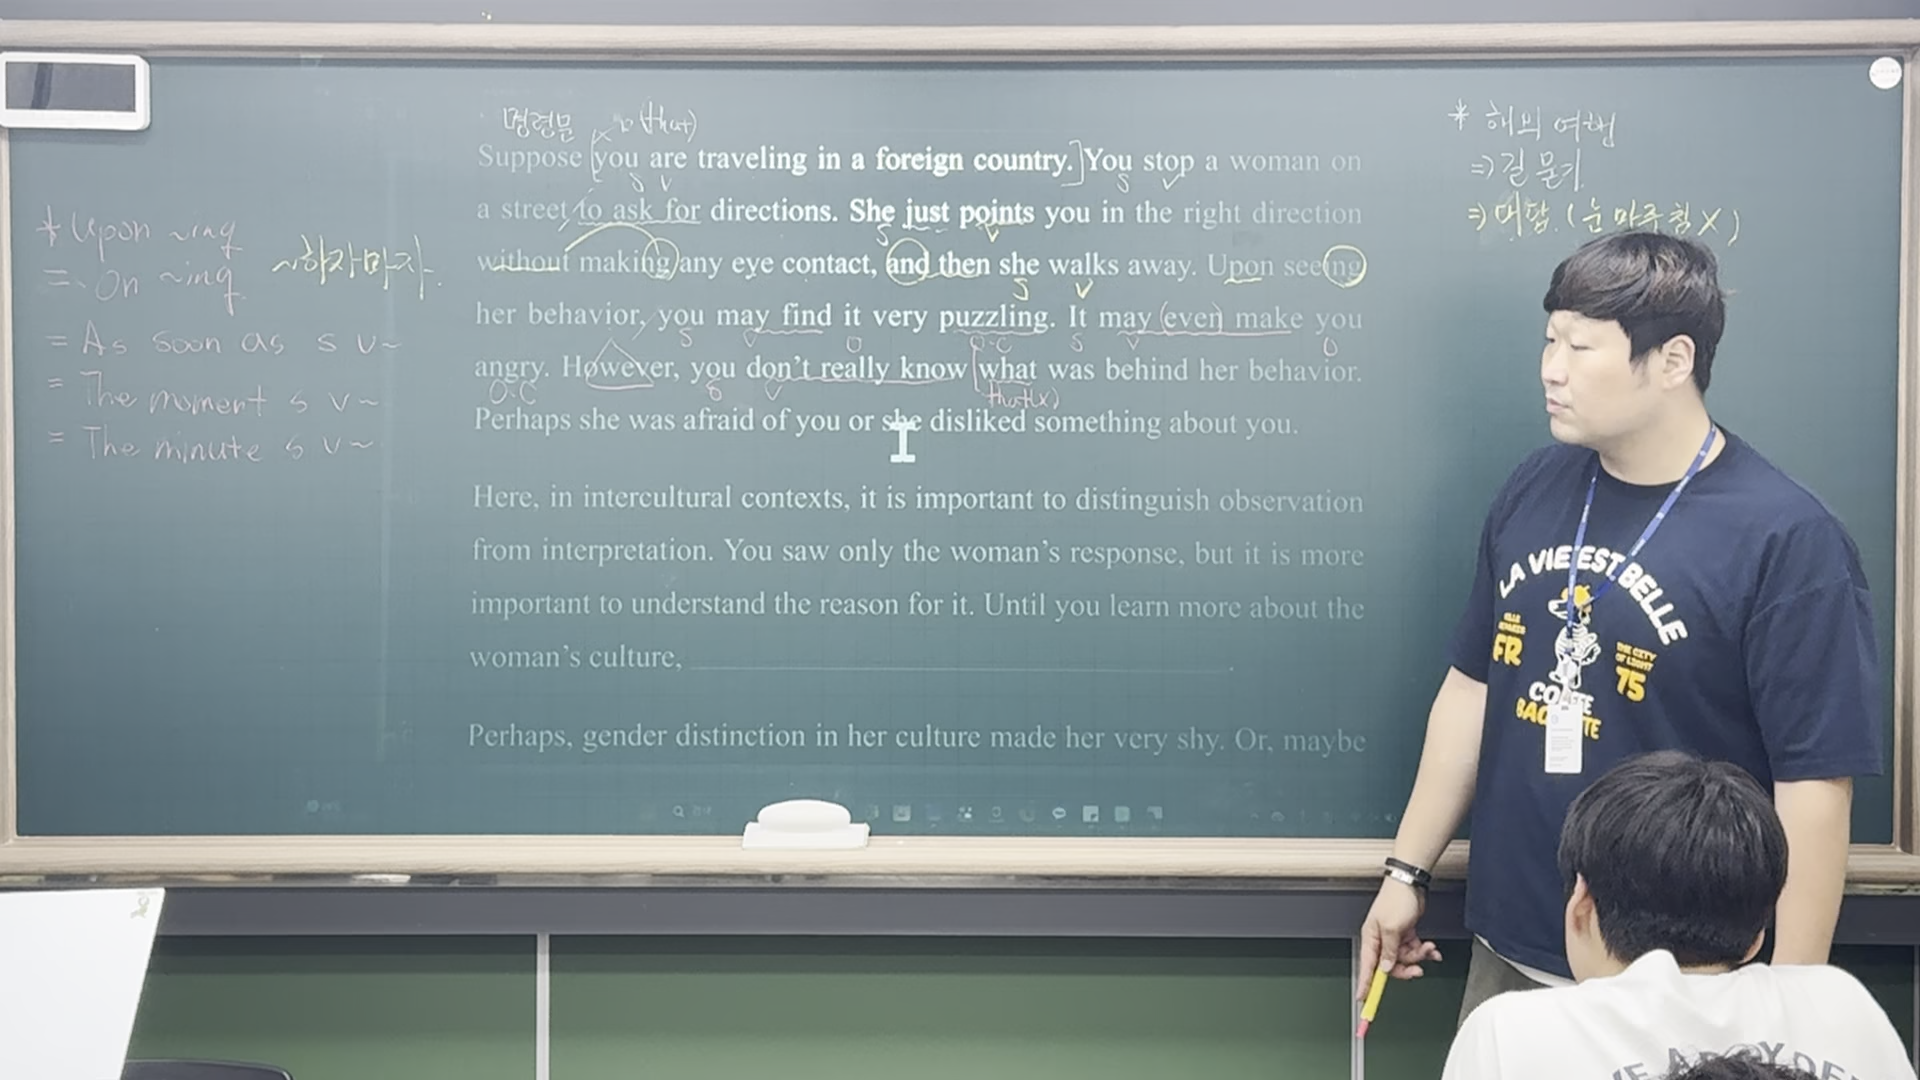 명령문 (that)
Suppose you are traveling in a foreign country. You stop a woman on
a street to ask for directions. She just points you in the right direction
without making any eye contact, and then she walks away. Upon seeing
her behavior, you may find it very puzzling. It may (even) make you
angry. However, you don't really know what was behind her behavior.
that(x)
Perhaps she was afraid of you or she disliked something about you.
Here, in intercultural contexts, it is important to distinguish observation
from interpretation. You saw only the woman's response, but it is more
important to understand the reason for it. Until you learn more about the
woman's culture,
Perhaps, gender distinction in her culture made her very shy. Or, maybe
* Upon ~ing
= On ~ing
~하자마자.
= As soon as s v ~
= The moment s v ~
= The minute s v ~
* 해외 여행
⇒ 길 묻기
⇒ 대답. (눈 마주침 X)
LA VIE EST BELLE
FR
THE CITY
OF LIGHT
75